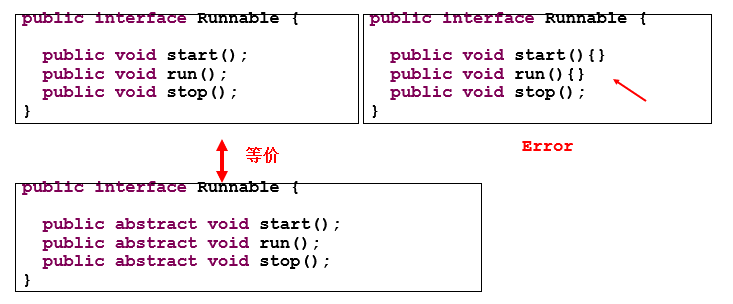 public interface Runnable {
public void start();
public void run();
public void stop();
}
public interface Runnable {
public void start(){}
public void run(){}
public void stop();
}
等价
Error
public interface Runnable {
public abstract void start();
public abstract void run();
public abstract void stop();
}